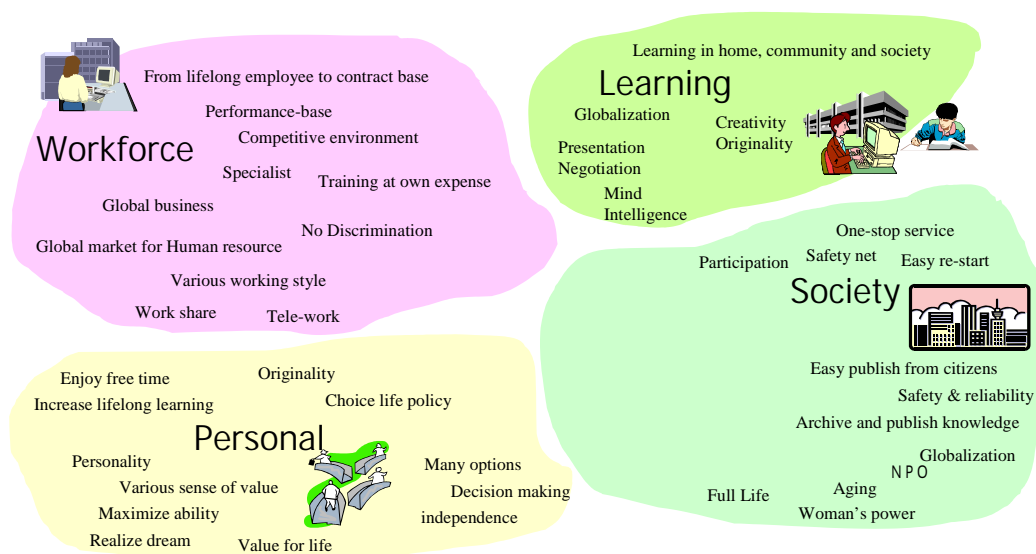 From lifelong employee to contract base
Performance-base
Workforce
Competitive environment
Specialist
Training at own expense
Global business
No Discrimination
Global market for Human resource
Various working style
Work share
Tele-work
Learning in home, community and society
Learning
Globalization
Creativity
Originality
Presentation
Negotiation
Mind
Intelligence
One-stop service
Safety net
Participation
Easy re-start
Society
Easy publish from citizens
Safety & reliability
Archive and publish knowledge
Globalization
NPO
Aging
Full Life
Woman's power
Enjoy free time
Originality
Increase lifelong learning
Choice life policy
Personal
Personality
Many options
Various sense of value
Decision making
Maximize ability
independence
Realize dream
Value for life